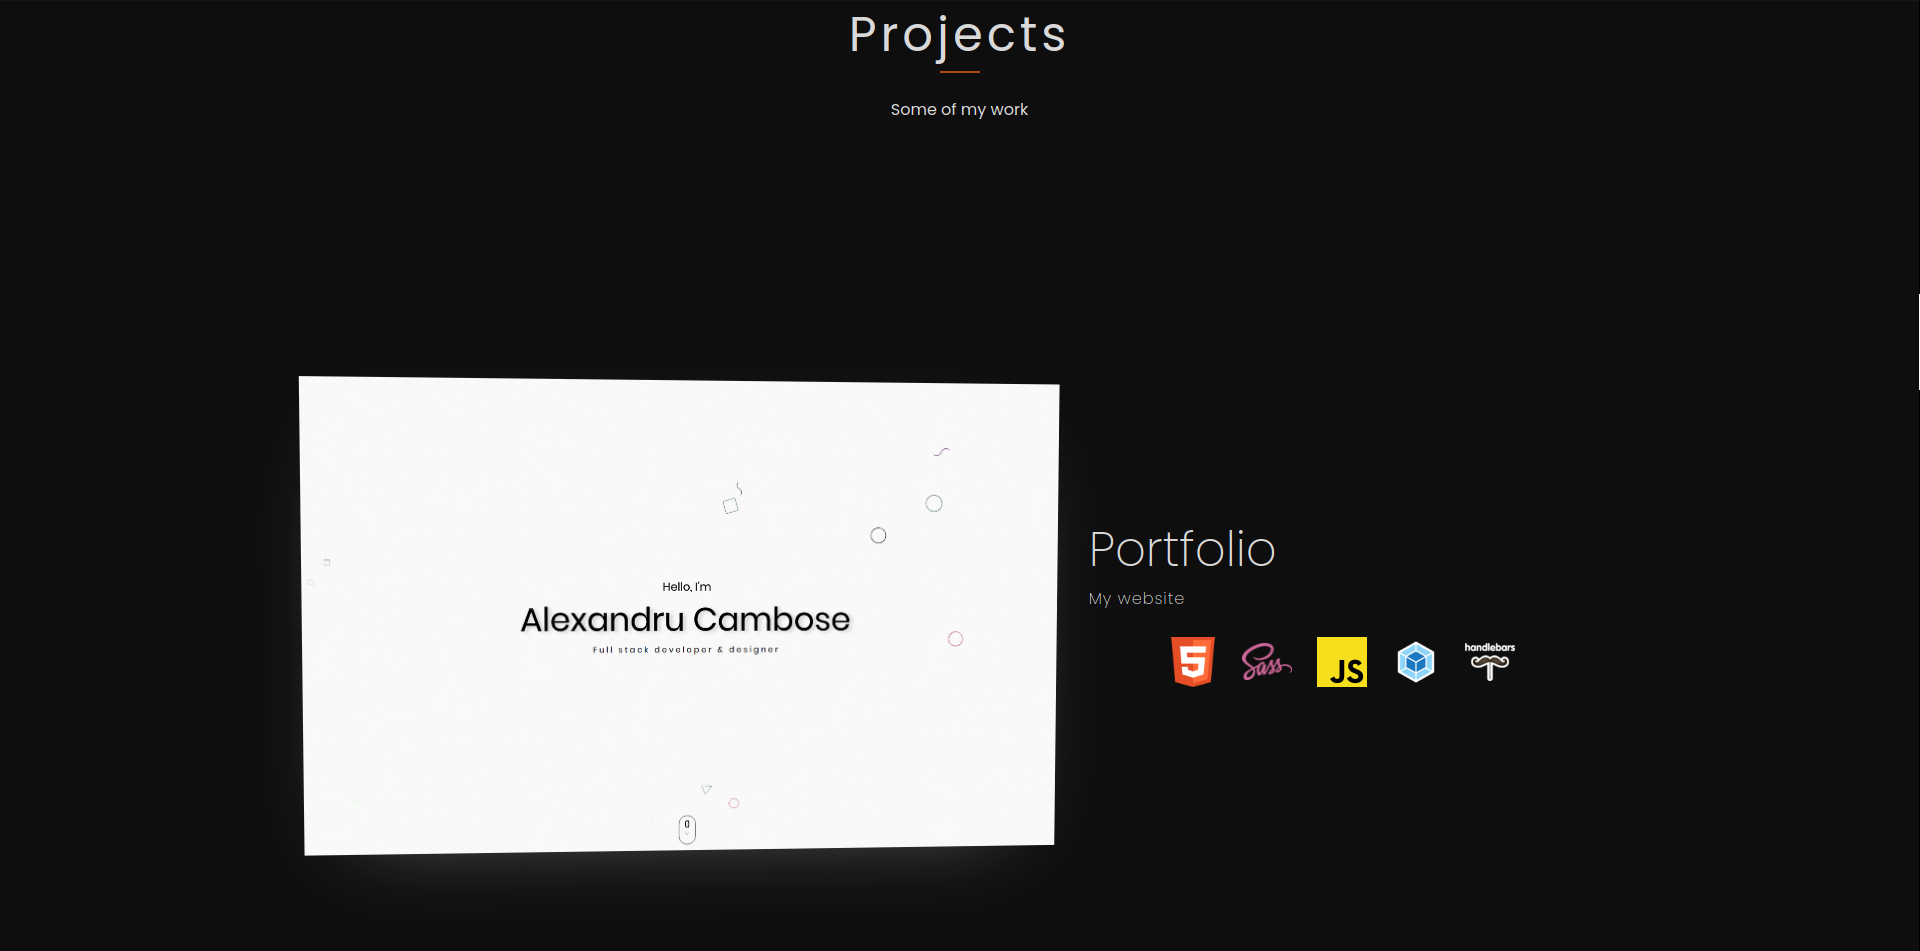 Projects
Some of my work
Hello, I'm
Alexandru Cambose
Full stack developer & designer
Portfolio
My website
5
Sass
JS
handlebars